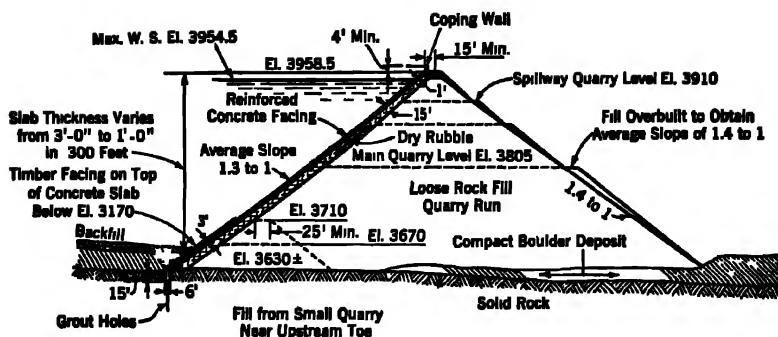 Coping Wall
Max. W. S. El. 3954.5
4' Min.
15' Min.
El. 3958.5
Spillway Quarry Level El. 3910
1'
Slab Thickness Varies
from 3'-0" to 1'-0"
in 300 Feet
Reinforced
Concrete Facing
15'
Fill Overbuilt to Obtain
Average Slope of 1.4 to 1
Dry Rubble
Main Quarry Level El. 3805
Average Slope
1.3 to 1
Timber Facing on Top
of Concrete Slab
Below El. 3170
Loose Rock Fill
Quarry Run
1.4 to 1
El. 3710
Backfill
25' Min.
El. 3670
Compact Boulder Deposit
El. 3630±
15'
6'
Solid Rock
Grout Holes
Fill from Small Quarry
Near Upstream Toe